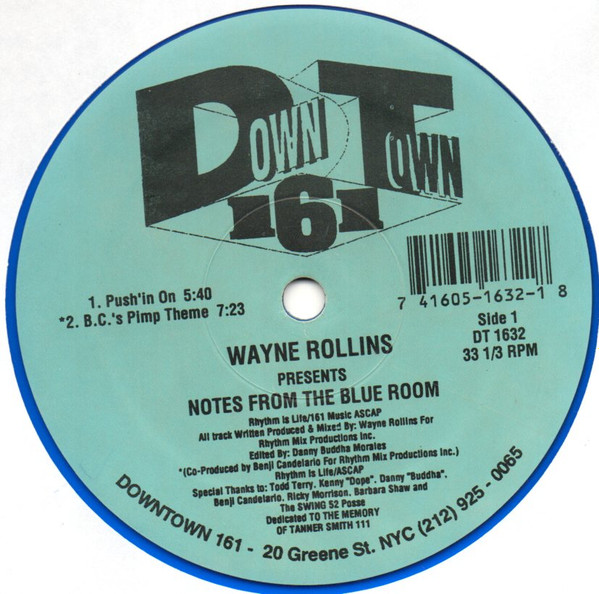 DOWN TOWN
161
1. Push'in On 5:40
*2. B.C.'s Pimp Theme 7:23
7 41605-1632-1 8
Side 1
DT 1632
33 1/3 RPM
WAYNE ROLLINS
PRESENTS
NOTES FROM THE BLUE ROOM
Rhythm Is Life/161 Music ASCAP
All track Written Produced & Mixed By: Wayne Rollins For
Rhythm Mix Productions Inc.
Edited By: Danny Buddha Morales
*(Co-Produced by Benji Candelario For Rhythm Mix Productions Inc.)
Rhythm Is Life/ASCAP
Special Thanks to: Todd Terry, Kenny "Dope", Danny "Buddha",
Benji Candelario, Ricky Morrison, Barbara Shaw and
The SWING 52 Posse
Dedicated TO THE MEMORY
OF TANNER SMITH 111
DOWNTOWN 161 - 20 Greene St. NYC (212) 925 - 0065